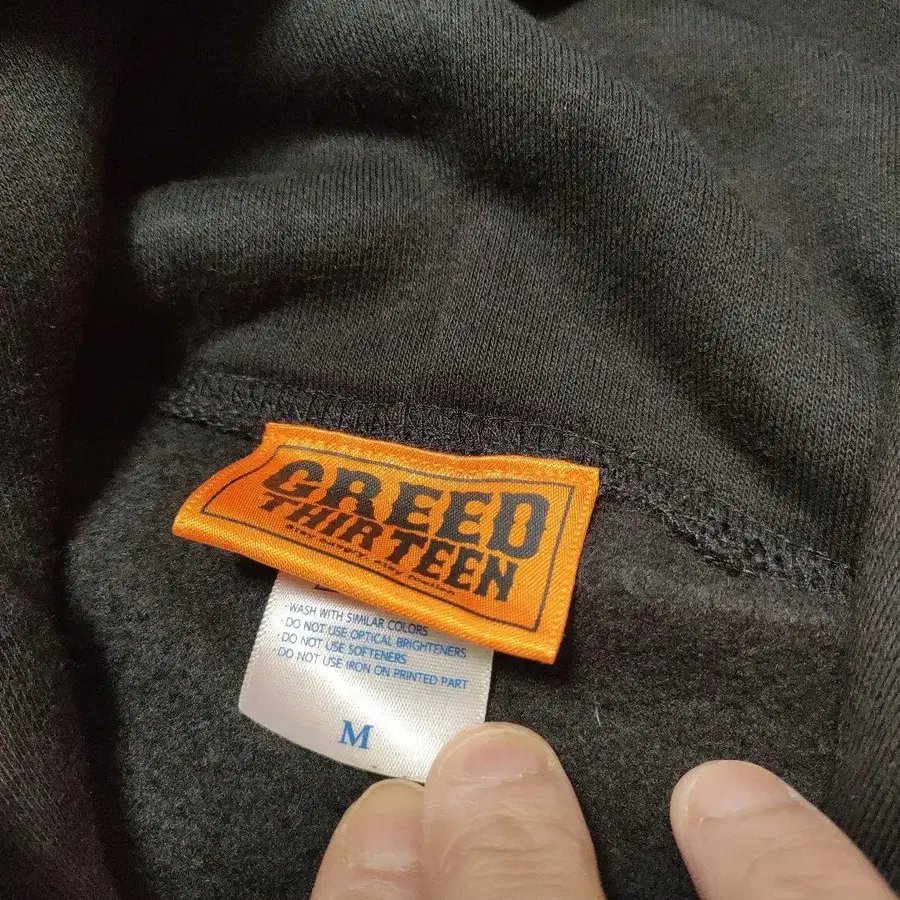 GREED
THIRTEEN
·WASH WITH SIMILAR COLORS
·DO NOT USE OPTICAL BRIGHTENERS
·DO NOT USE SOFTENERS
·DO NOT USE IRON ON PRINTED PART
M